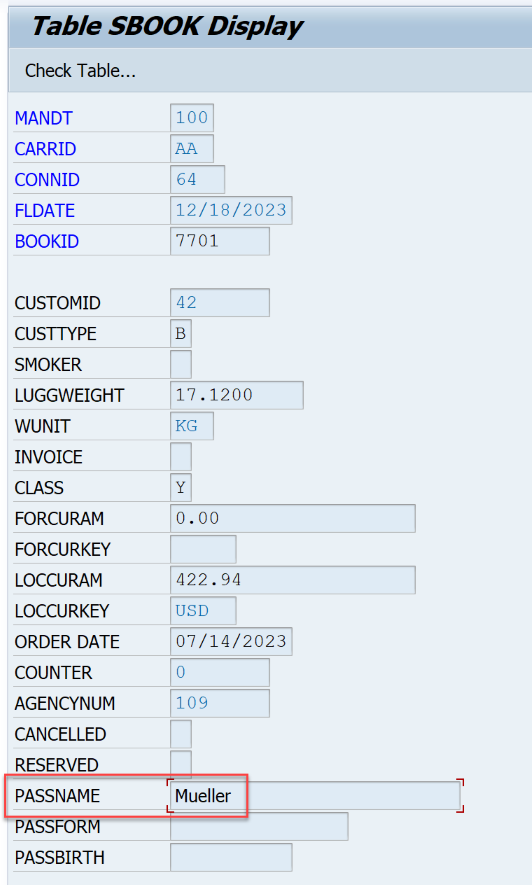 Table SBOOK Display
Check Table...
MANDT 100
CARRID AA
CONNID 64
FLDATE 12/18/2023
BOOKID 7701
CUSTOMID 42
CUSTTYPE B
SMOKER
LUGGWEIGHT 17.1200
WUNIT KG
INVOICE
CLASS Y
FORCURAM 0.00
FORCURKEY
LOCCURAM 422.94
LOCCURKEY USD
ORDER DATE 07/14/2023
COUNTER 0
AGENCYNUM 109
CANCELLED
RESERVED
PASSNAME Mueller
PASSFORM
PASSBIRTH